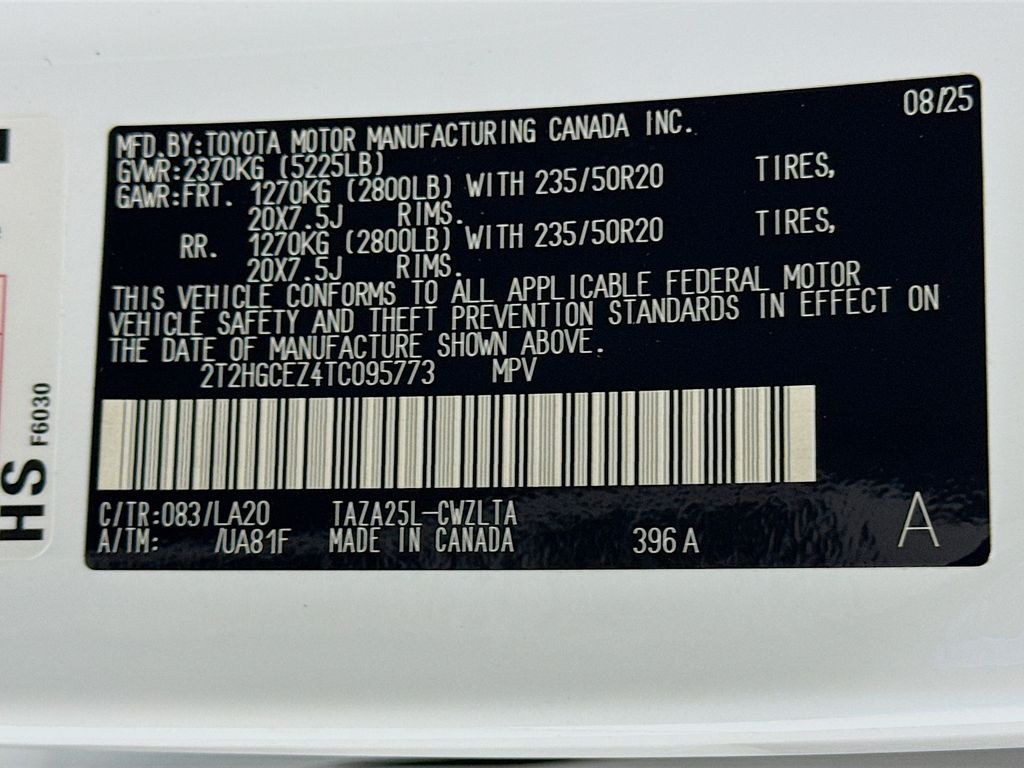 08/25
MFD.BY:TOYOTA MOTOR MANUFACTURING CANADA INC.
GVWR:2370KG (5225LB)
GAWR:FRT. 1270KG (2800LB) WITH 235/50R20 TIRES,
20X7.5J RIMS.
RR. 1270KG (2800LB) WITH 235/50R20 TIRES,
20X7.5J RIMS.
THIS VEHICLE CONFORMS TO ALL APPLICABLE FEDERAL MOTOR
VEHICLE SAFETY AND THEFT PREVENTION STANDARDS IN EFFECT ON
THE DATE OF MANUFACTURE SHOWN ABOVE.
2T2HGCEZ4TC095773 MPV
C/TR:083/LA20 TAZA25L-CWZLTA
A/TM: /UA81F MADE IN CANADA 396A
A
HS F6030